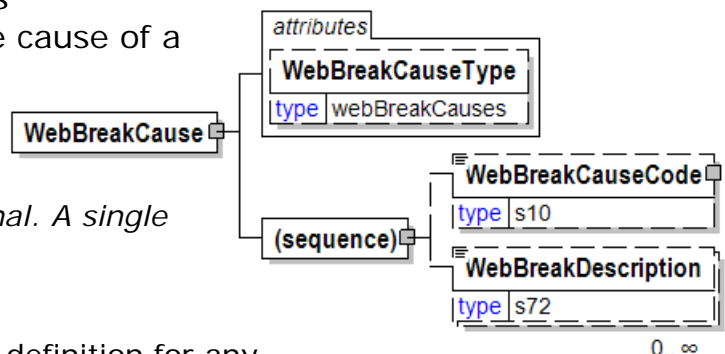 s
e cause of a
attributes
WebBreakCauseType
type webBreakCauses
WebBreakCause
WebBreakCauseCode
type s10
nal. A single
(sequence)
WebBreakDescription
type s72
0..∞
definition for any